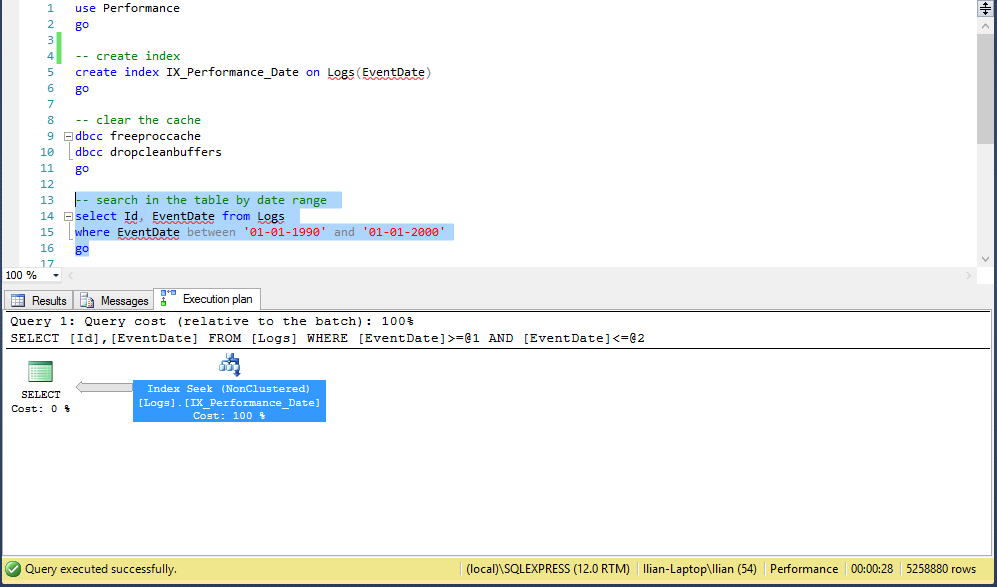 1 use Performance
2 go
3
4 -- create index
5 create index IX_Performance_Date on Logs(EventDate)
6 go
7
8 -- clear the cache
9 dbcc freeproccache
10 dbcc dropcleanbuffers
11 go
12
13 -- search in the table by date range
14 select Id, EventDate from Logs
15 where EventDate between '01-01-1990' and '01-01-2000'
16 go
17
100 %
Results Messages Execution plan
Query 1: Query cost (relative to the batch): 100%
SELECT [Id],[EventDate] FROM [Logs] WHERE [EventDate]>=@1 AND [EventDate]<=@2
SELECT
Cost: 0 %
Index Seek (NonClustered)
[Logs].[IX_Performance_Date]
Cost: 100 %
Query executed successfully. (local)\SQLEXPRESS (12.0 RTM) Ilian-Laptop\Ilian (54) Performance 00:00:28 5258880 rows